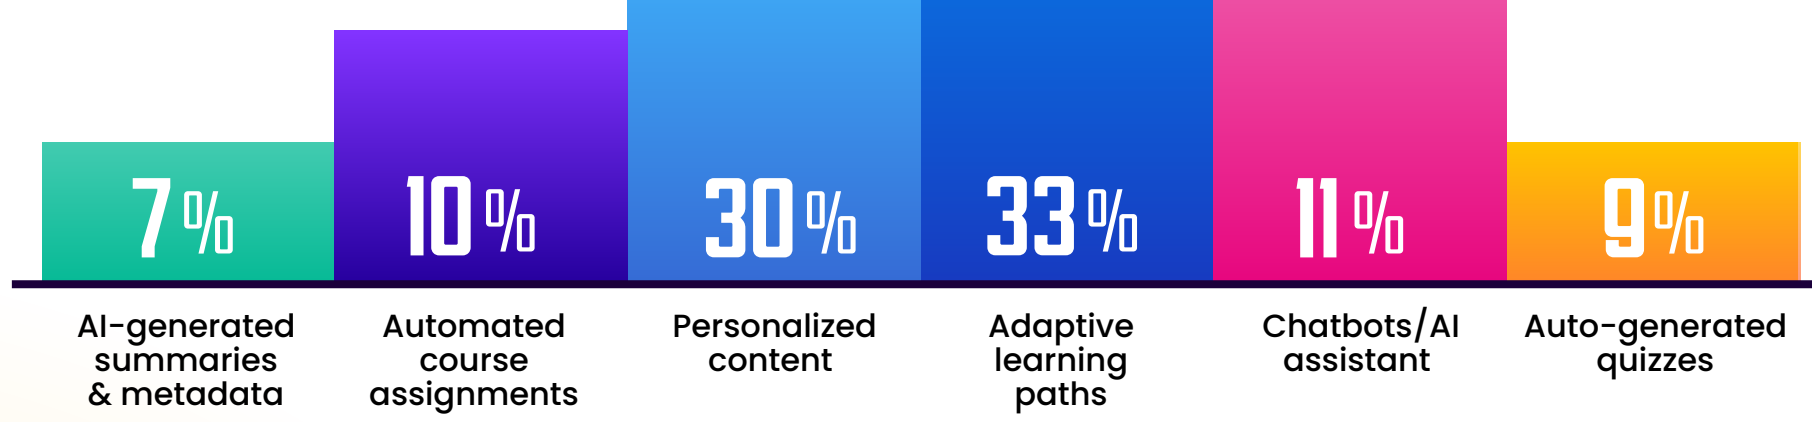 7%
10%
30%
33%
11%
9%
AI-generated
summaries
& metadata
Automated
course
assignments
Personalized
content
Adaptive
learning
paths
Chatbots/AI
assistant
Auto-generated
quizzes